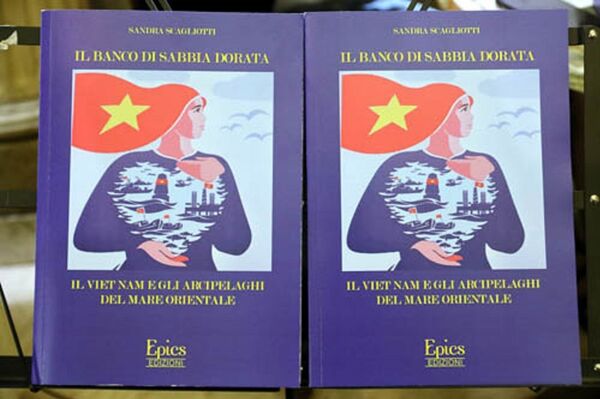 SANDRA SCAGLIOTTI
IL BANCO DI SABBIA DORATA
IL VIET NAM E GLI ARCIPELAGHI
DEL MARE ORIENTALE
Epics
EDIZIONI
SANDRA SCAGLIOTTI
IL BANCO DI SABBIA DORATA
IL VIET NAM E GLI ARCIPELAGHI
DEL MARE ORIENTALE
Epics
EDIZIONI